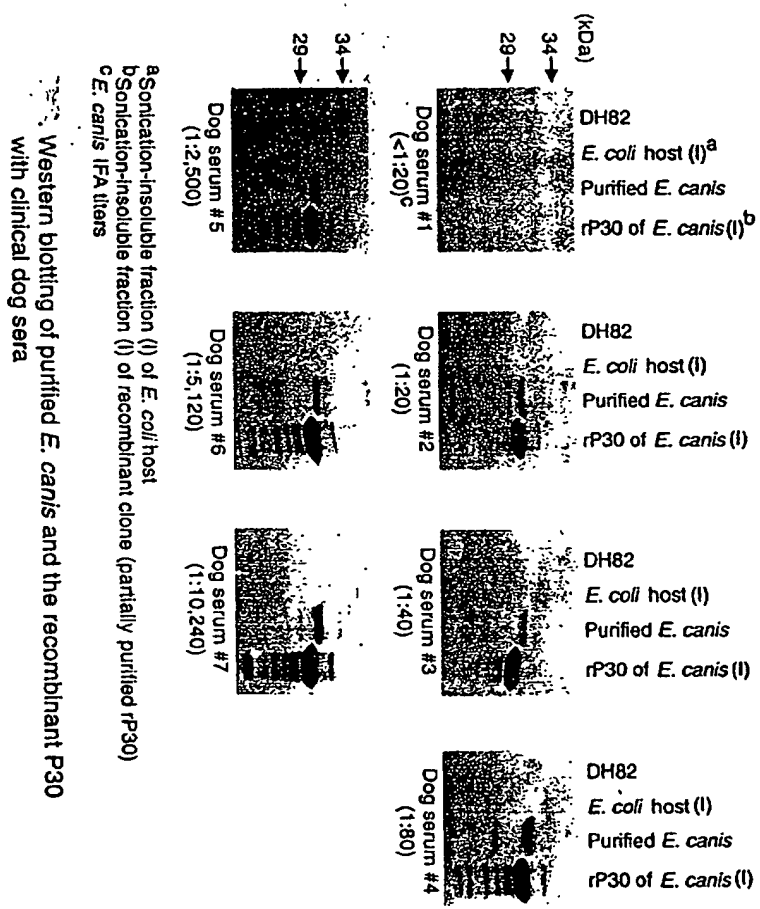 (kDa)
DH82
E. coli host (I)a
Purified E. canis
rP30 of E. canis(I)b
DH82
E. coli host (I)
Purified E. canis
rP30 of E. canis (I)
DH82
E. coli host (I)
Purified E. canis
rP30 of E. canis (I)
DH82
E. coli host (I)
Purified E. canis
rP30 of E. canis (I)
34
29
Dog serum #1
(<1:20)c
Dog serum #2
(1:20)
Dog serum #3
(1:40)
Dog serum #4
(1:80)
34
29
Dog serum #5
(1:2,500)
Dog serum #6
(1:5,120)
Dog serum #7
(1:10,240)
aSonication-insoluble fraction (I) of E. coli host
bSonication-insoluble fraction (I) of recombinant clone (partially purified rP30)
cE. canis IFA titers
Western blotting of purified E. canis and the recombinant P30
with clinical dog sera